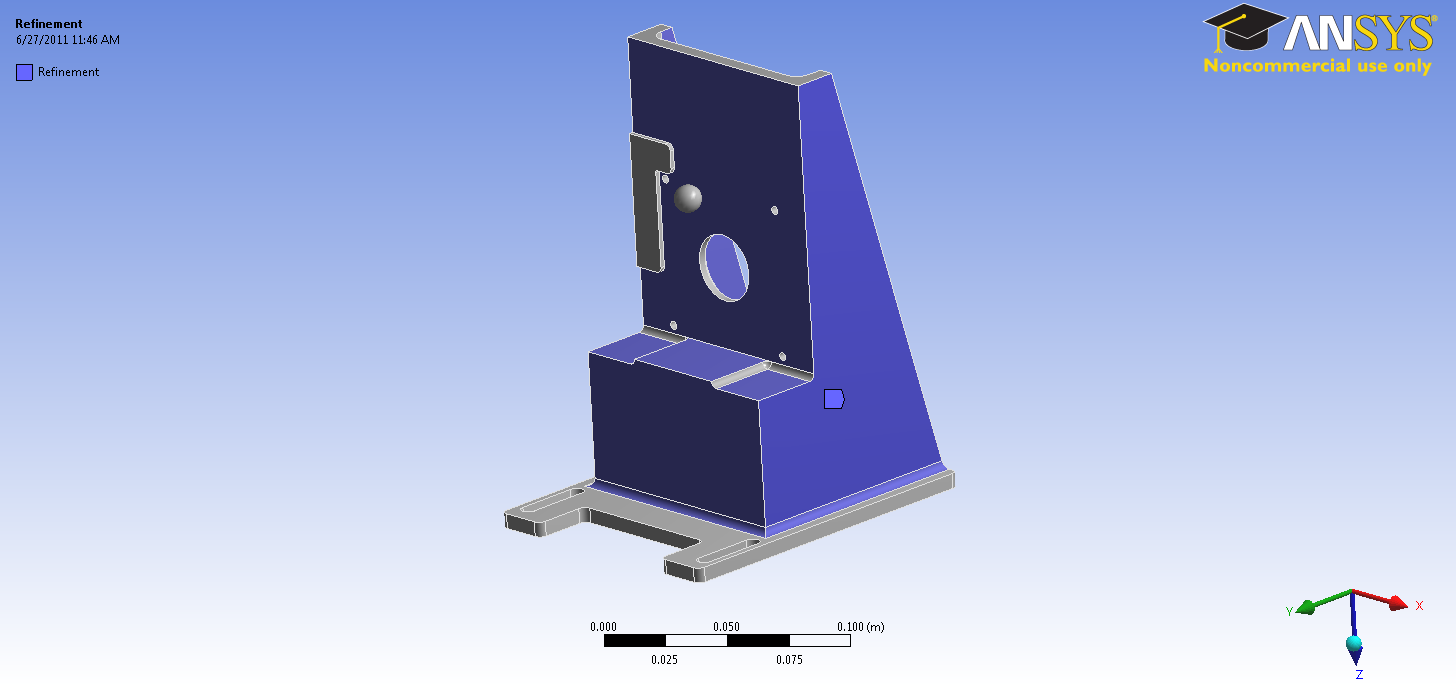 Refinement
6/27/2011 11:46 AM
Refinement
ANSYS®
Noncommercial use only
0.000 0.050 0.100 (m)
0.025 0.075
Y X
Z